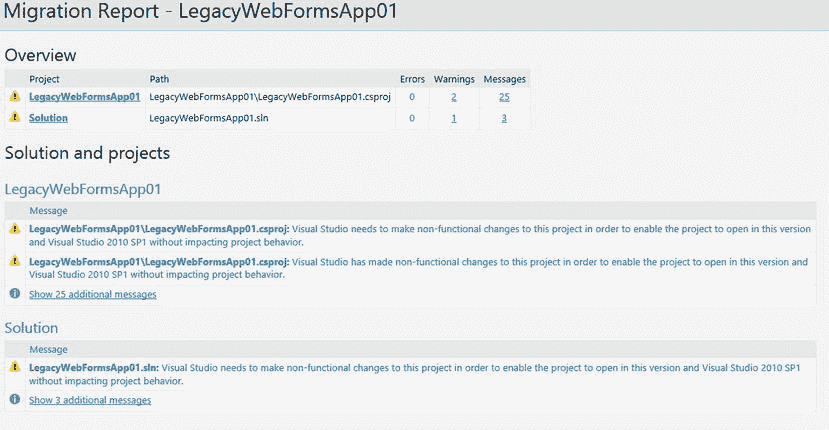 Migration Report - LegacyWebFormsApp01
Overview
Project Path Errors Warnings Messages
LegacyWebFormsApp01 LegacyWebFormsApp01\LegacyWebFormsApp01.csproj 0 2 25
Solution LegacyWebFormsApp01.sln 0 1 3
Solution and projects
LegacyWebFormsApp01
Message
LegacyWebFormsApp01\LegacyWebFormsApp01.csproj: Visual Studio needs to make non-functional changes to this project in order to enable the project to open in this version
and Visual Studio 2010 SP1 without impacting project behavior.
LegacyWebFormsApp01\LegacyWebFormsApp01.csproj: Visual Studio has made non-functional changes to this project in order to enable the project to open in this version and
Visual Studio 2010 SP1 without impacting project behavior.
Show 25 additional messages
Solution
Message
LegacyWebFormsApp01.sln: Visual Studio needs to make non-functional changes to this project in order to enable the project to open in this version and Visual Studio 2010 SP1
without impacting project behavior.
Show 3 additional messages